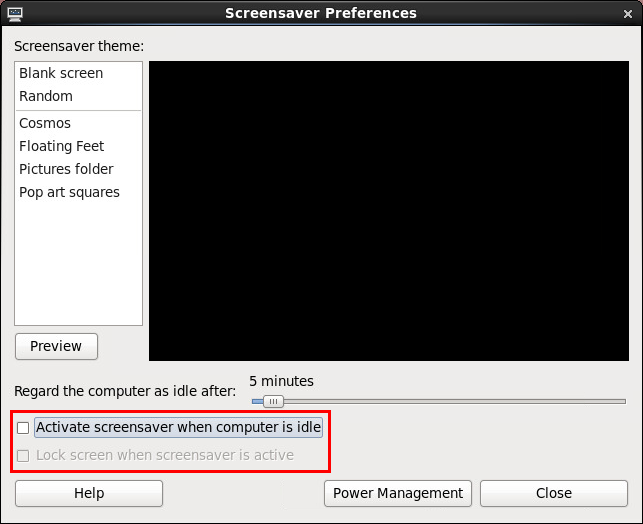 Screensaver Preferences
Screensaver theme:
Blank screen
Random
Cosmos
Floating Feet
Pictures folder
Pop art squares
Preview
Regard the computer as idle after:
5 minutes
Activate screensaver when computer is idle
Lock screen when screensaver is active
Help
Power Management
Close